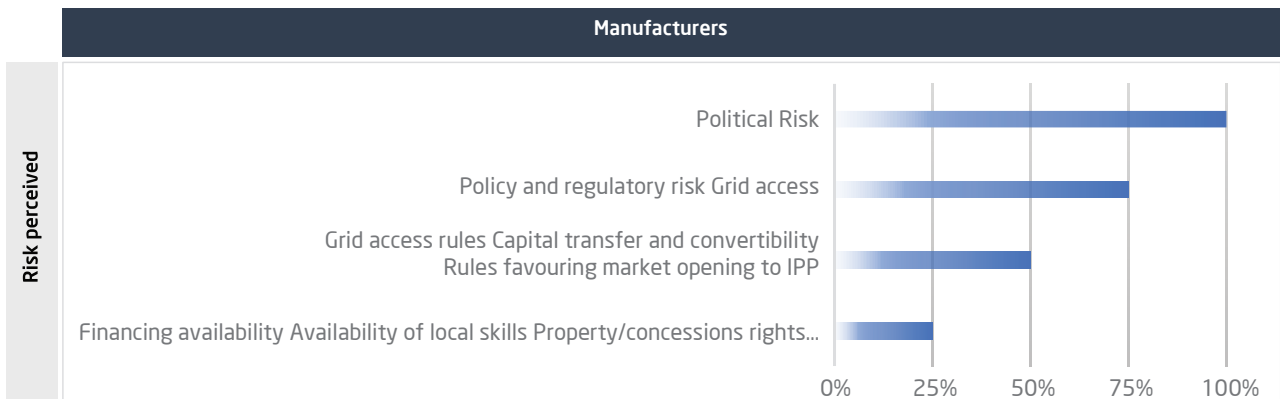 Manufacturers
Risk perceived
Political Risk
Policy and regulatory risk Grid access
Grid access rules Capital transfer and convertibility
Rules favouring market opening to IPP
Financing availability Availability of local skills Property/concessions rights...
0% 25% 50% 75% 100%